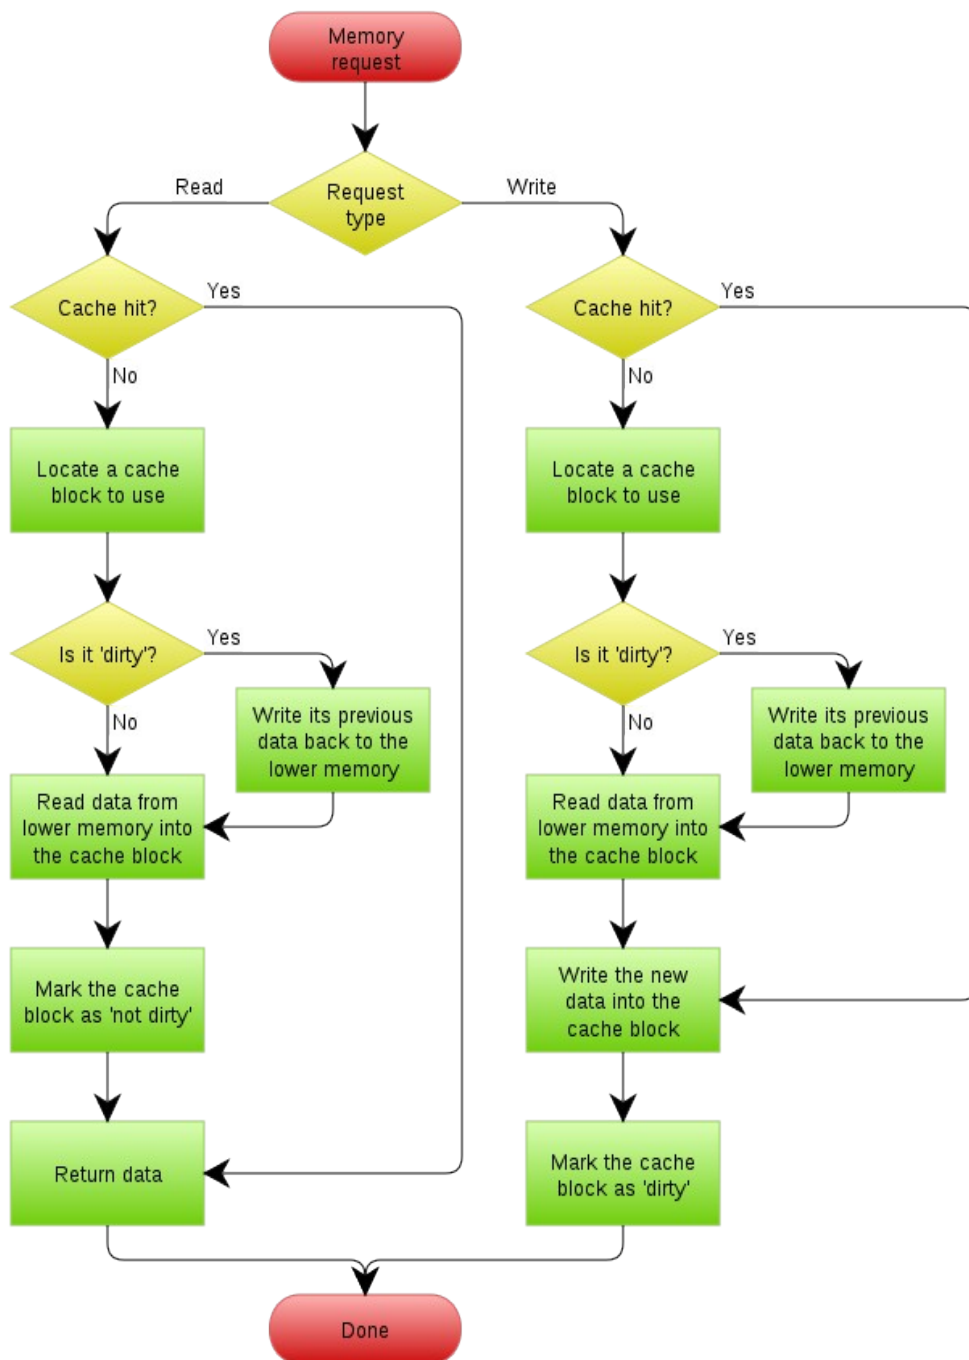 Memory
request
Request
type
Read
Write
Cache hit?
Yes
No
Locate a cache
block to use
Is it 'dirty'?
Yes
No
Write its previous
data back to the
lower memory
Read data from
lower memory into
the cache block
Mark the cache
block as 'not dirty'
Return data
Cache hit?
Yes
No
Locate a cache
block to use
Is it 'dirty'?
Yes
No
Write its previous
data back to the
lower memory
Read data from
lower memory into
the cache block
Write the new
data into the
cache block
Mark the cache
block as 'dirty'
Done